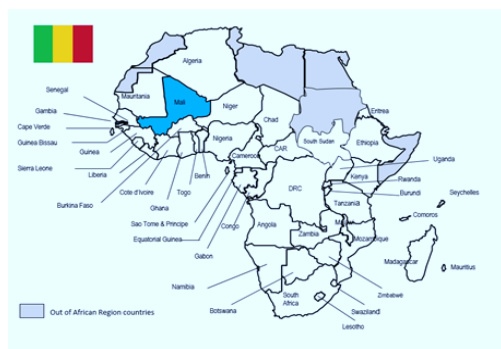 Algeria
Senegal
Mauritania
Mali
Niger
Chad
Eritrea
Gambia
Cape Verde
Guinea Bissau
Guinea
Nigeria
South Sudan
Ethiopia
Sierra Leone
Liberia
Cote d'Ivoire
Benin
Cameroon
CAR
Uganda
Burkina Faso
Ghana
Togo
DRC
Kenya
Rwanda
Burundi
Sao Tome & Principe
Equatorial Guinea
Congo
Tanzania
Seychelles
Gabon
Angola
Zambia
Mozambique
Comoros
Madagascar
Mauritius
Namibia
Botswana
South
Africa
Zimbabwe
Swaziland
Lesotho
Out of African Region countries